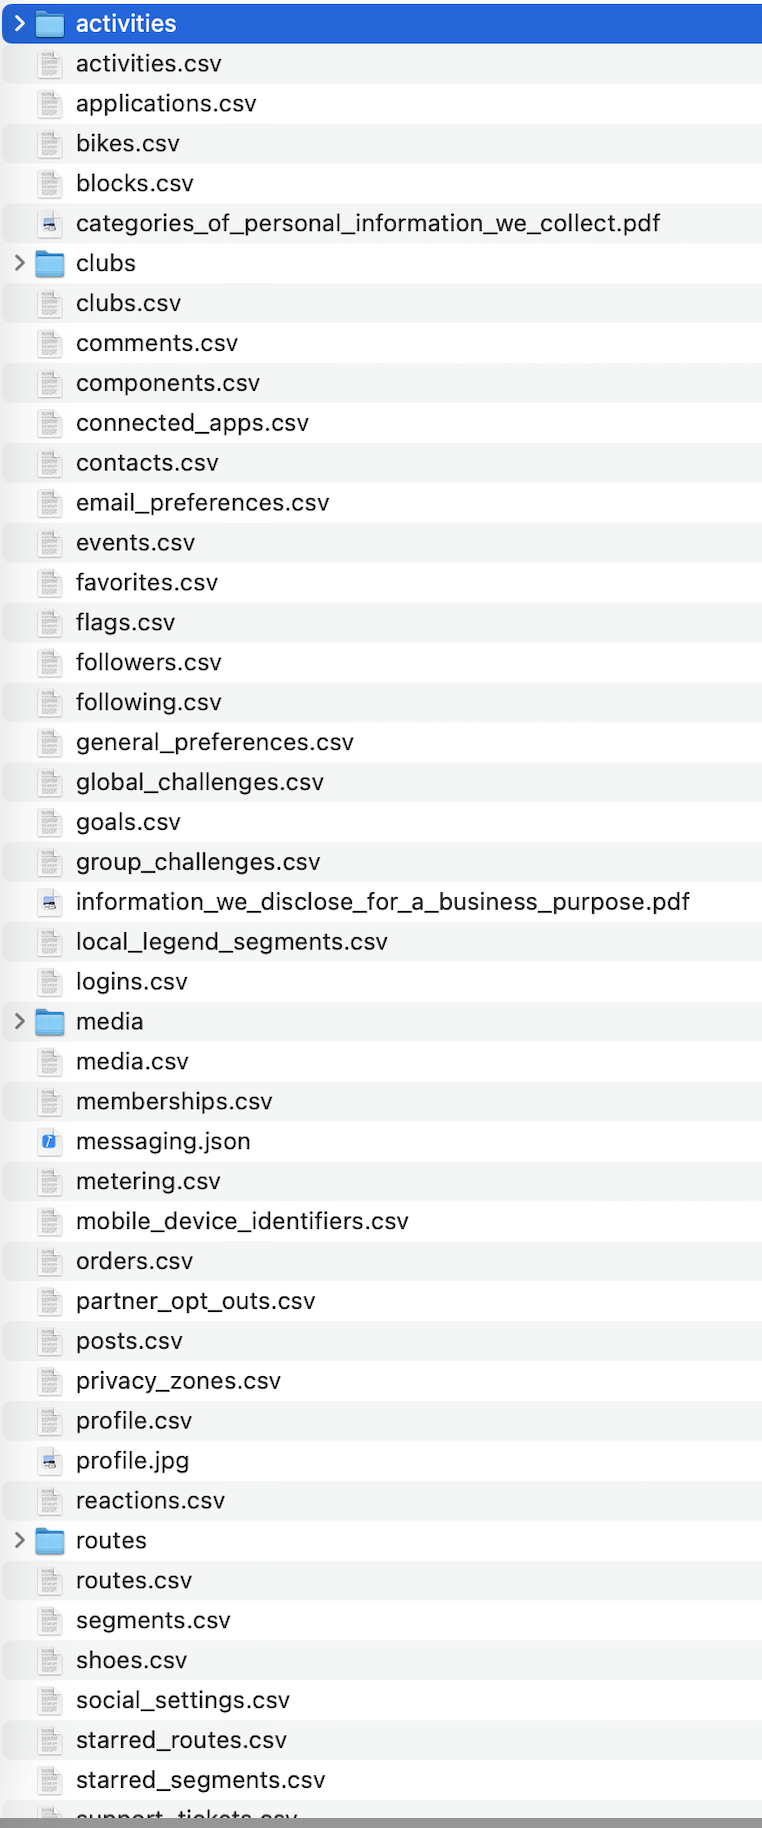 activities
activities.csv
applications.csv
bikes.csv
blocks.csv
categories_of_personal_information_we_collect.pdf
clubs
clubs.csv
comments.csv
components.csv
connected_apps.csv
contacts.csv
email_preferences.csv
events.csv
favorites.csv
flags.csv
followers.csv
following.csv
general_preferences.csv
global_challenges.csv
goals.csv
group_challenges.csv
information_we_disclose_for_a_business_purpose.pdf
local_legend_segments.csv
logins.csv
media
media.csv
memberships.csv
messaging.json
metering.csv
mobile_device_identifiers.csv
orders.csv
partner_opt_outs.csv
posts.csv
privacy_zones.csv
profile.csv
profile.jpg
reactions.csv
routes
routes.csv
segments.csv
shoes.csv
social_settings.csv
starred_routes.csv
starred_segments.csv
support_tickets.csv